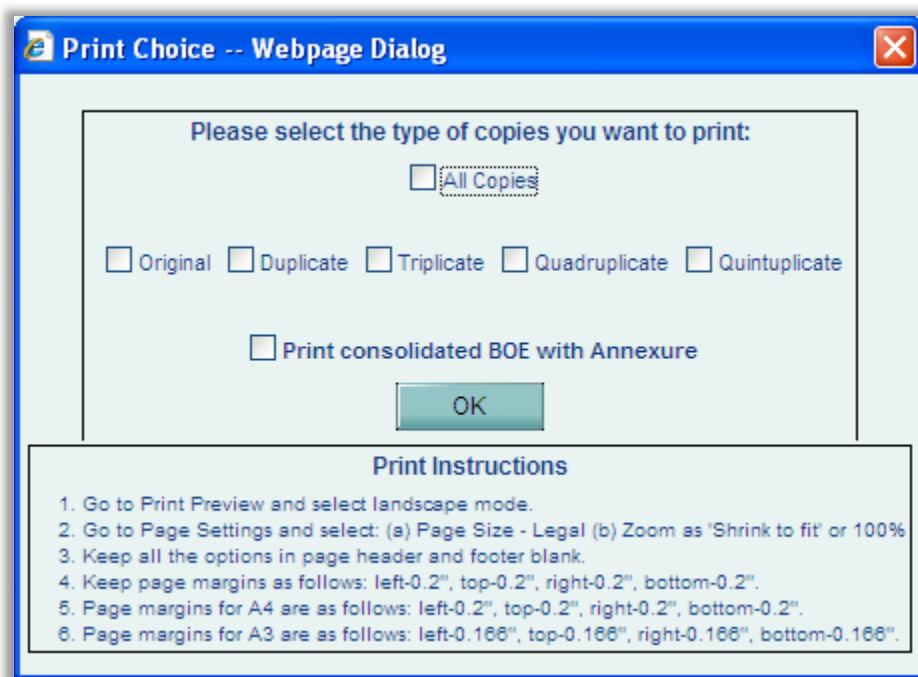 Print Choice -- Webpage Dialog
Please select the type of copies you want to print:
All Copies
Original Duplicate Triplicate Quadruplicate Quintuplicate
Print consolidated BOE with Annexure
OK
Print Instructions
1. Go to Print Preview and select landscape mode.
2. Go to Page Settings and select: (a) Page Size - Legal (b) Zoom as 'Shrink to fit' or 100%
3. Keep all the options in page header and footer blank.
4. Keep page margins as follows: left-0.2", top-0.2", right-0.2", bottom-0.2".
5. Page margins for A4 are as follows: left-0.2", top-0.2", right-0.2", bottom-0.2".
6. Page margins for A3 are as follows: left-0.166", top-0.166", right-0.166", bottom-0.166".